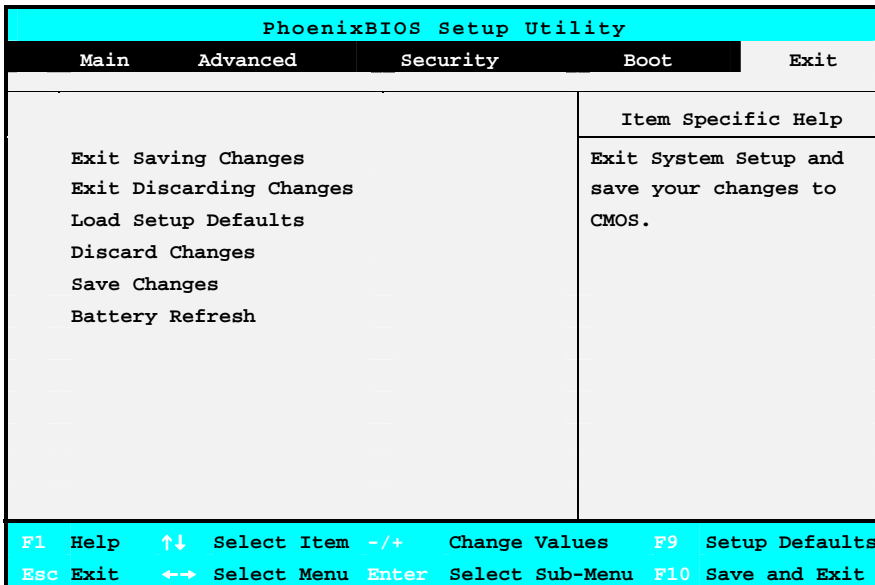 PhoenixBIOS Setup Utility
Main Advanced Security Boot Exit
Item Specific Help
Exit Saving Changes
Exit Discarding Changes
Load Setup Defaults
Discard Changes
Save Changes
Battery Refresh
Exit System Setup and
save your changes to
CMOS.
F1 Help ↑↓ Select Item -/+ Change Values F9 Setup Defaults
Esc Exit ←→ Select Menu Enter Select Sub-Menu F10 Save and Exit